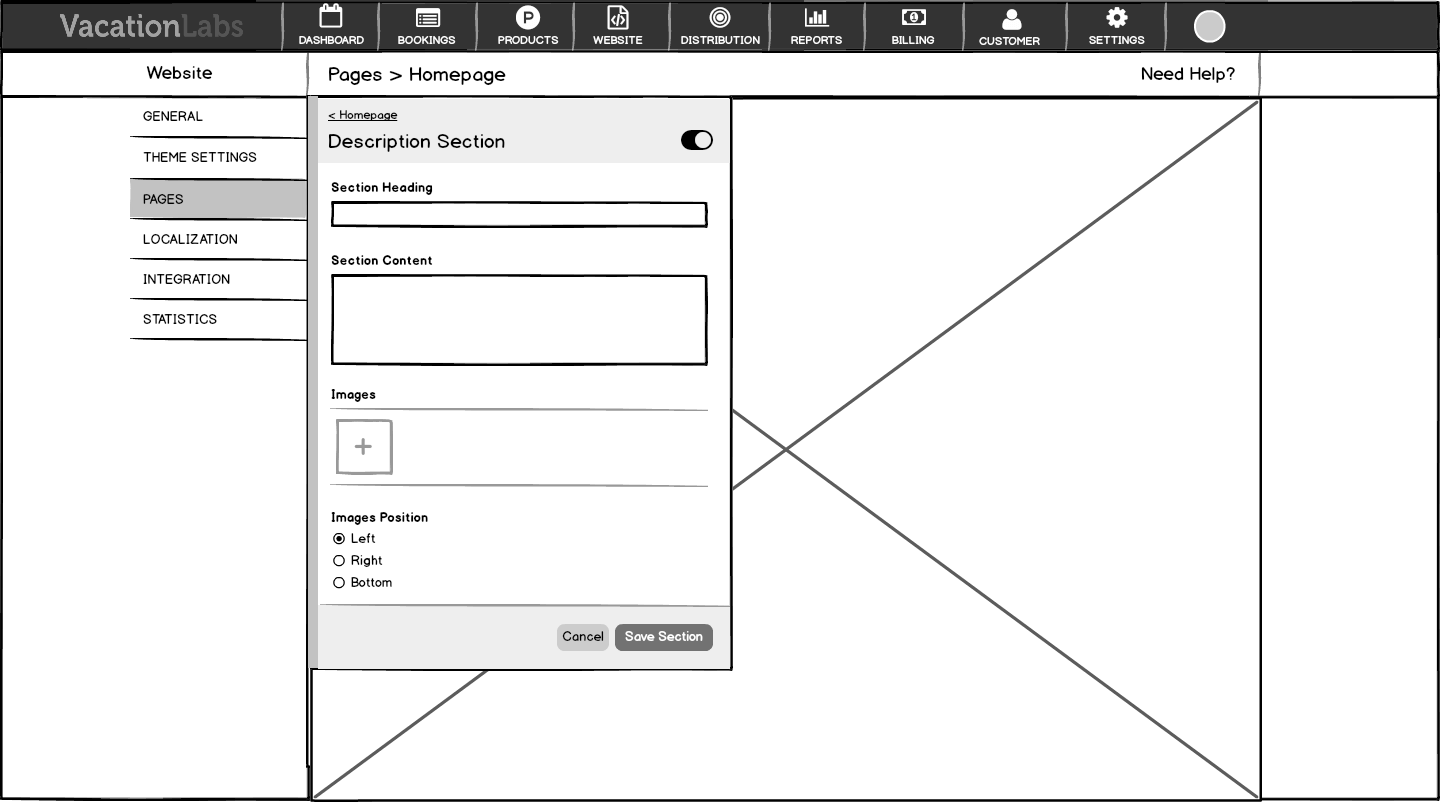 VacationLabs
DASHBOARD
BOOKINGS
P
PRODUCTS
WEBSITE
DISTRIBUTION
REPORTS
BILLING
CUSTOMER
SETTINGS
Website
Pages > Homepage
Need Help?
GENERAL
THEME SETTINGS
PAGES
LOCALIZATION
INTEGRATION
STATISTICS
< Homepage
Description Section
Section Heading
Section Content
Images
+
Images Position
Left
Right
Bottom
Cancel
Save Section